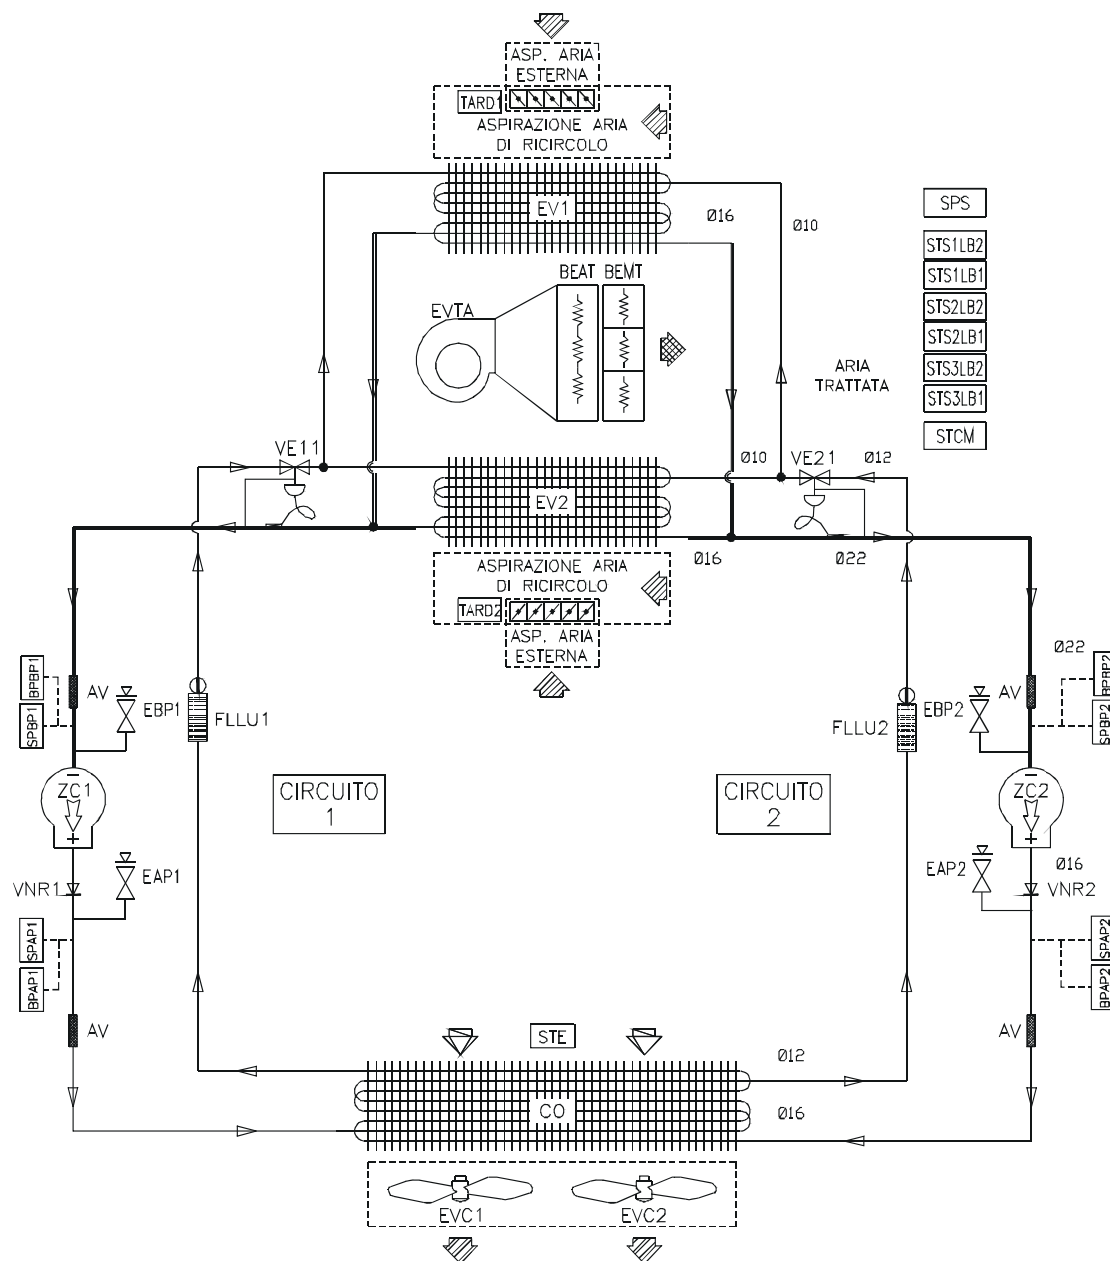 ASP. ARIA
ESTERNA
TARD1
ASPIRAZIONE ARIA
DI RICIRCOLO
EV1
Ø16
Ø10
SPS
STS1LB2
STS1LB1
STS2LB2
STS2LB1
STS3LB2
STS3LB1
STCM
BEAT BEMT
EVTA
ARIA
TRATTATA
VE11
Ø10
VE21
Ø12
EV2
Ø16
Ø22
ASPIRAZIONE ARIA
DI RICIRCOLO
TARD2
ASP. ARIA
ESTERNA
BPBP1
SPBP1
AV
EBP1
FLLU1
FLLU2
EBP2
AV
Ø22
BPBP2
SPBP2
ZC1
CIRCUITO
1
CIRCUITO
2
ZC2
VNR1
EAP1
EAP2
Ø16
VNR2
SPAP1
BPAP1
SPAP2
BPAP2
AV
AV
STE
Ø12
CO
Ø16
EVC1
EVC2